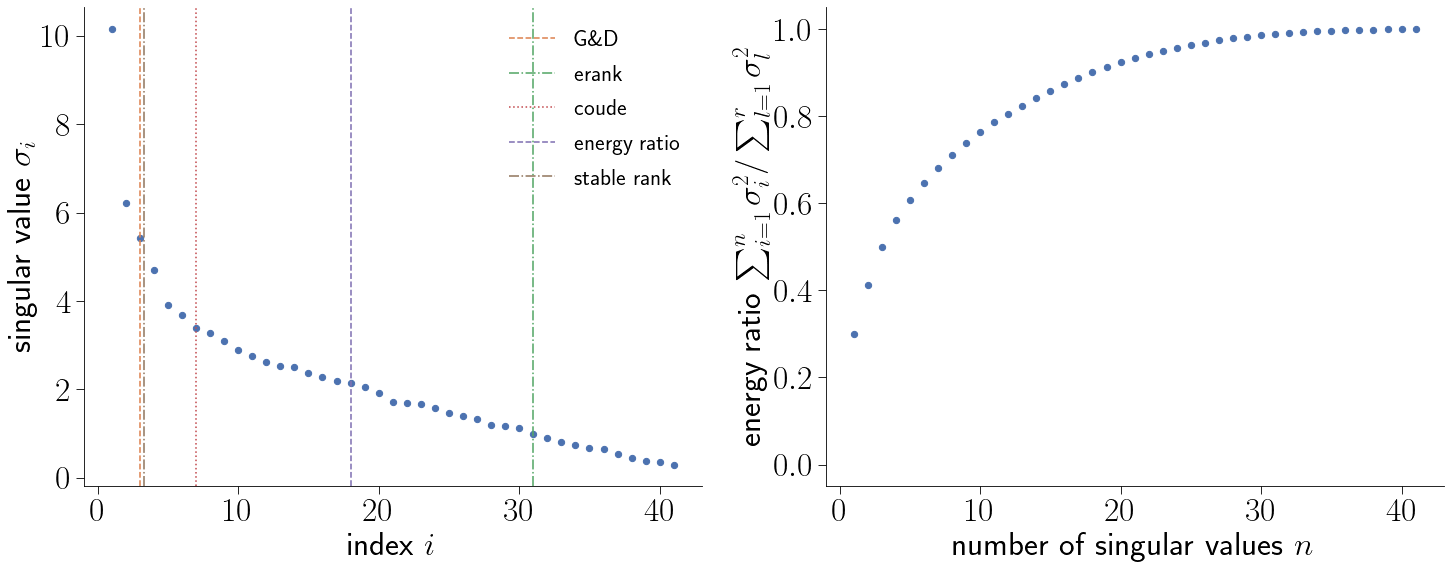 10
8
6
4
2
0
singular value σ_i
G&D
erank
coude
energy ratio
stable rank
0 10 20 30 40
index i
1.0
0.8
0.6
0.4
0.2
0.0
energy ratio ∑_{i=1}^{n} σ_i^2 / ∑_{l=1}^{r} σ_l^2
0 10 20 30 40
number of singular values n